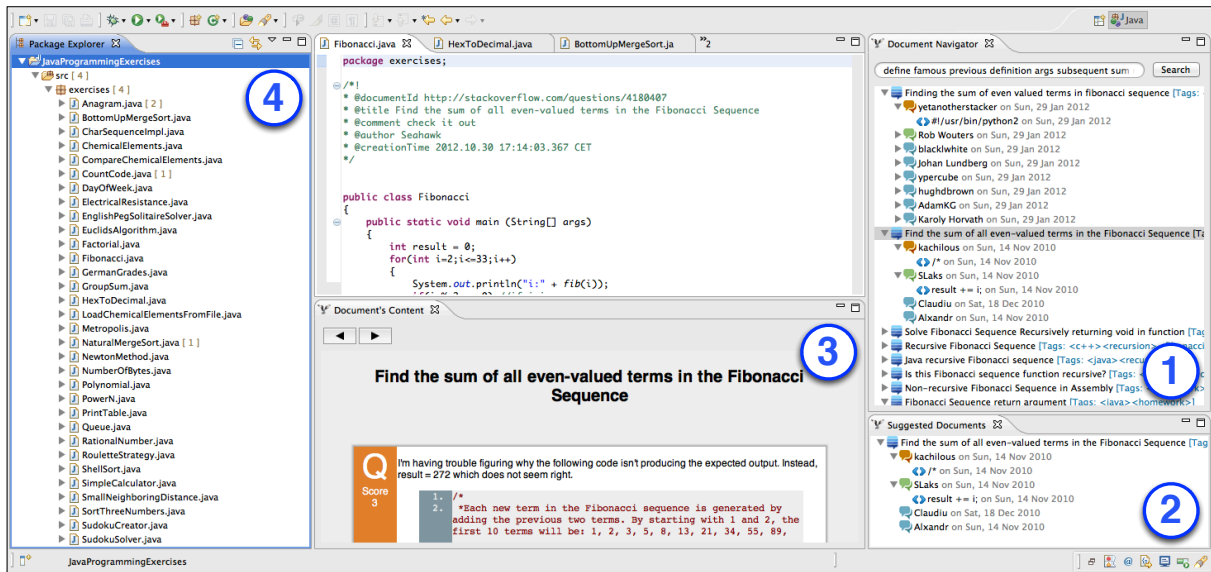 Java
Package Explorer
JavaProgrammingExercises
src [ 4 ]
exercises [ 4 ]
Anagram.java [ 2 ]
BottomUpMergeSort.java
CharSequenceImpl.java
ChemicalElements.java
CompareChemicalElements.java
CountCode.java [ 1 ]
DayOfWeek.java
ElectricalResistance.java
EnglishPegSolitaireSolver.java
EuclidsAlgorithm.java
Factorial.java
Fibonacci.java
GermanGrades.java
GroupSum.java
HexToDecimal.java
LoadChemicalElementsFromFile.java
Metropolis.java
NaturalMergeSort.java [ 1 ]
NewtonMethod.java
NumberOfBytes.java
Polynomial.java
PowerN.java
PrintTable.java
Queue.java
RationalNumber.java
RouletteStrategy.java
ShellSort.java
SimpleCalculator.java
SmallNeighboringDistance.java
SortThreeNumbers.java
SudokuCreator.java
SudokuSolver.java
4
Fibonacci.java HexToDecimal.java BottomUpMergeSort.ja »2
package exercises;
/*!
* @documentId http://stackoverflow.com/questions/4180407
* @title Find the sum of all even-valued terms in the Fibonacci Sequence
* @comment check it out
* @author Seahawk
* @creationTime 2012.10.30 17:14:03.367 CET
*/
public class Fibonacci
{
public static void main (String[] args)
{
int result = 0;
for(int i=2;i<=33;i++)
{
System.out.println("i:" + fib(i));
Document's Content
3
Find the sum of all even-valued terms in the Fibonacci
Sequence
Q
Score
3
I'm having trouble figuring why the following code isn't producing the expected output. Instead,
result = 272 which does not seem right.
1. /*
2. *Each new term in the Fibonacci sequence is generated by
adding the previous two terms. By starting with 1 and 2, the
first 10 terms will be: 1, 2, 3, 5, 8, 13, 21, 34, 55, 89,
Document Navigator
define famous previous definition args subsequent sum Search
Finding the sum of even valued terms in fibonacci sequence [Tags:
yetanotherstacker on Sun, 29 Jan 2012
#!/usr/bin/python2 on Sun, 29 Jan 2012
Rob Wouters on Sun, 29 Jan 2012
blacklwhite on Sun, 29 Jan 2012
Johan Lundberg on Sun, 29 Jan 2012
ypercube on Sun, 29 Jan 2012
hughdbrown on Sun, 29 Jan 2012
AdamKG on Sun, 29 Jan 2012
Karoly Horvath on Sun, 29 Jan 2012
Find the sum of all even-valued terms in the Fibonacci Sequence [Ta
kachilous on Sun, 14 Nov 2010
/* on Sun, 14 Nov 2010
SLaks on Sun, 14 Nov 2010
result += i; on Sun, 14 Nov 2010
Claudiu on Sat, 18 Dec 2010
Alxandr on Sun, 14 Nov 2010
Solve Fibonacci Sequence Recursively returning void in function [Tag
Recursive Fibonacci Sequence [Tags: <c++><recursion>
Java recursive Fibonacci sequence [Tags: <java><recu
Is this Fibonacci sequence function recursive? [Tags:
Non-recursive Fibonacci Sequence in Assembly [Tags:
Fibonacci Sequence return argument [Tags: <java><homework>]
1
Suggested Documents
Find the sum of all even-valued terms in the Fibonacci Sequence [Tag
kachilous on Sun, 14 Nov 2010
/* on Sun, 14 Nov 2010
SLaks on Sun, 14 Nov 2010
result += i; on Sun, 14 Nov 2010
Claudiu on Sat, 18 Dec 2010
Alxandr on Sun, 14 Nov 2010
2
JavaProgrammingExercises